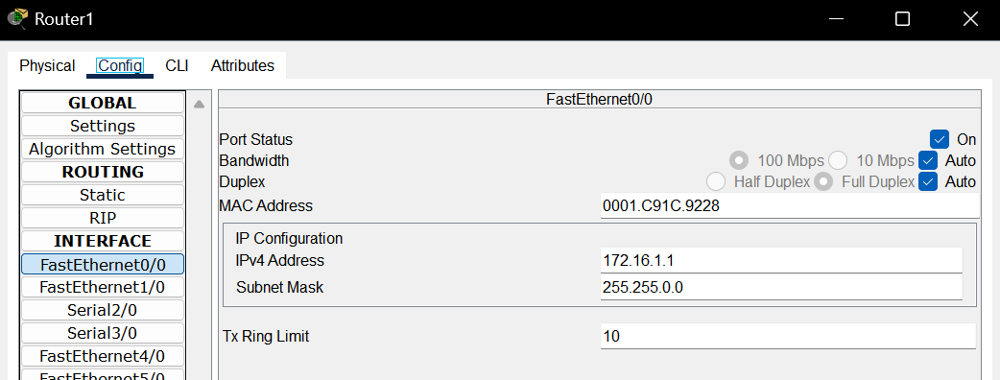 Router1
Physical Config CLI Attributes
GLOBAL
Settings
Algorithm Settings
ROUTING
Static
RIP
INTERFACE
FastEthernet0/0
FastEthernet1/0
Serial2/0
Serial3/0
FastEthernet4/0
FastEthernet5/0
FastEthernet0/0
Port Status On
Bandwidth 100 Mbps 10 Mbps Auto
Duplex Half Duplex Full Duplex Auto
MAC Address 0001.C91C.9228
IP Configuration
IPv4 Address 172.16.1.1
Subnet Mask 255.255.0.0
Tx Ring Limit 10